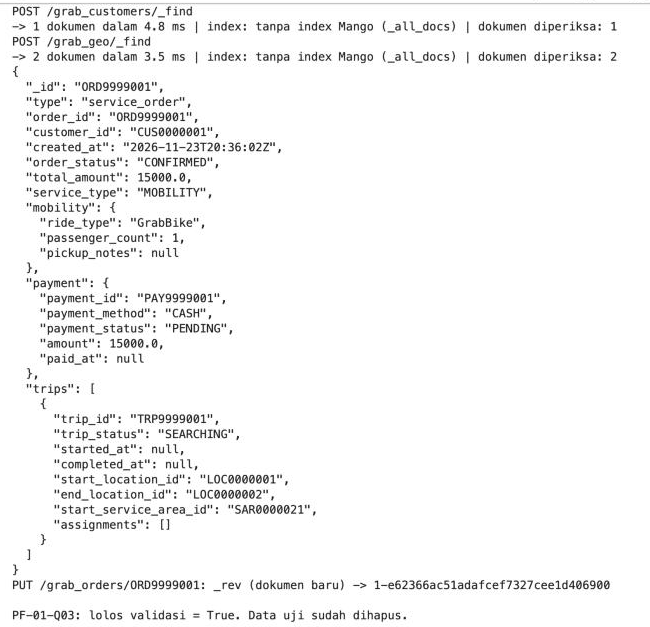 POST /grab_customers/_find
-> 1 dokumen dalam 4.8 ms | index: tanpa index Mango (_all_docs) | dokumen diperiksa: 1
POST /grab_geo/_find
-> 2 dokumen dalam 3.5 ms | index: tanpa index Mango (_all_docs) | dokumen diperiksa: 2
{
  "_id": "ORD9999001",
  "type": "service_order",
  "order_id": "ORD9999001",
  "customer_id": "CUS0000001",
  "created_at": "2026-11-23T20:36:02Z",
  "order_status": "CONFIRMED",
  "total_amount": 15000.0,
  "service_type": "MOBILITY",
  "mobility": {
    "ride_type": "GrabBike",
    "passenger_count": 1,
    "pickup_notes": null
  },
  "payment": {
    "payment_id": "PAY9999001",
    "payment_method": "CASH",
    "payment_status": "PENDING",
    "amount": 15000.0,
    "paid_at": null
  },
  "trips": [
    {
      "trip_id": "TRP9999001",
      "trip_status": "SEARCHING",
      "started_at": null,
      "completed_at": null,
      "start_location_id": "LOC0000001",
      "end_location_id": "LOC0000002",
      "start_service_area_id": "SAR0000021",
      "assignments": []
    }
  ]
}
PUT /grab_orders/ORD9999001: _rev (dokumen baru) -> 1-e62366ac51adafcef7327cee1d406900

PF-01-Q03: lolos validasi = True. Data uji sudah dihapus.